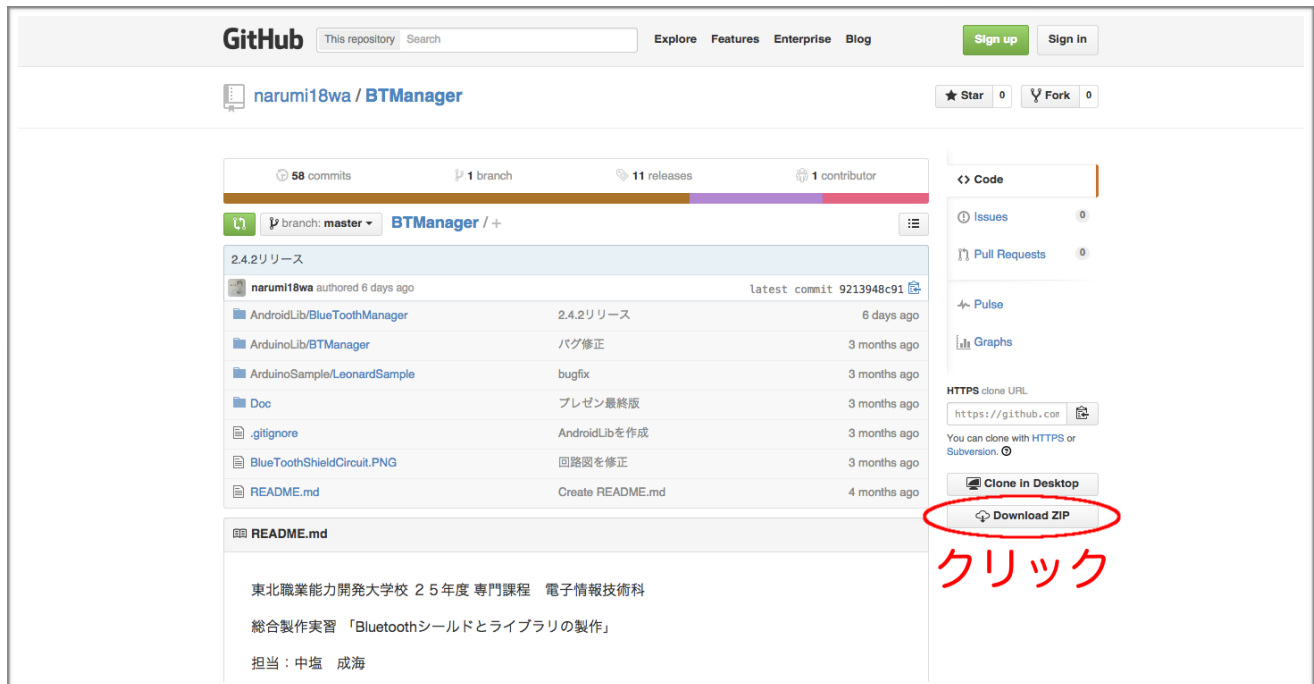 GitHub This repository Search Explore Features Enterprise Blog Sign up Sign in
narumi18wa / BTManager Star 0 Fork 0
58 commits 1 branch 11 releases 1 contributor
branch: master BTManager / +
2.4.2リリース
narumi18wa authored 6 days ago latest commit 9213948c91
AndroidLib/BlueToothManager 2.4.2リリース 6 days ago
ArduinoLib/BTManager バグ修正 3 months ago
ArduinoSample/LeonardSample bugfix 3 months ago
Doc プレゼン最終版 3 months ago
.gitignore AndroidLibを作成 3 months ago
BlueToothShieldCircuit.PNG 回路図を修正 3 months ago
README.md Create README.md 4 months ago
README.md
東北職業能力開発大学校 25年度 専門課程 電子情報技術科
総合製作実習 「Bluetoothシールドとライブラリの製作」
担当：中塩 成海
Code
Issues 0
Pull Requests 0
Pulse
Graphs
HTTPS clone URL
https://github.com
You can clone with HTTPS or
Subversion.
Clone in Desktop
Download ZIP
クリック